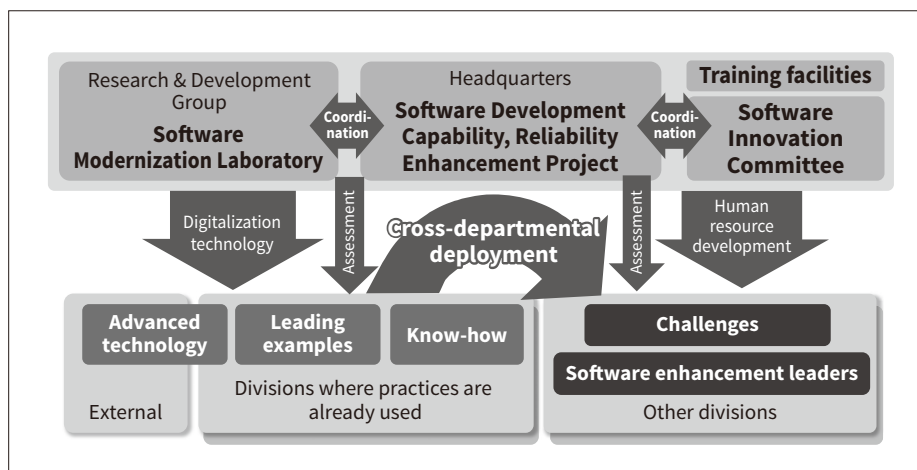 Research & Development
Group
Software
Modernization Laboratory
Coordi-
nation
Headquarters
Software Development
Capability, Reliability
Enhancement Project
Coordi-
nation
Training facilities
Software
Innovation
Committee
Digitalization
technology
Assessment
Cross-departmental
deployment
Assessment
Human
resource
development
Advanced
technology
Leading
examples
Know-how
Challenges
Software enhancement leaders
External
Divisions where practices are
already used
Other divisions